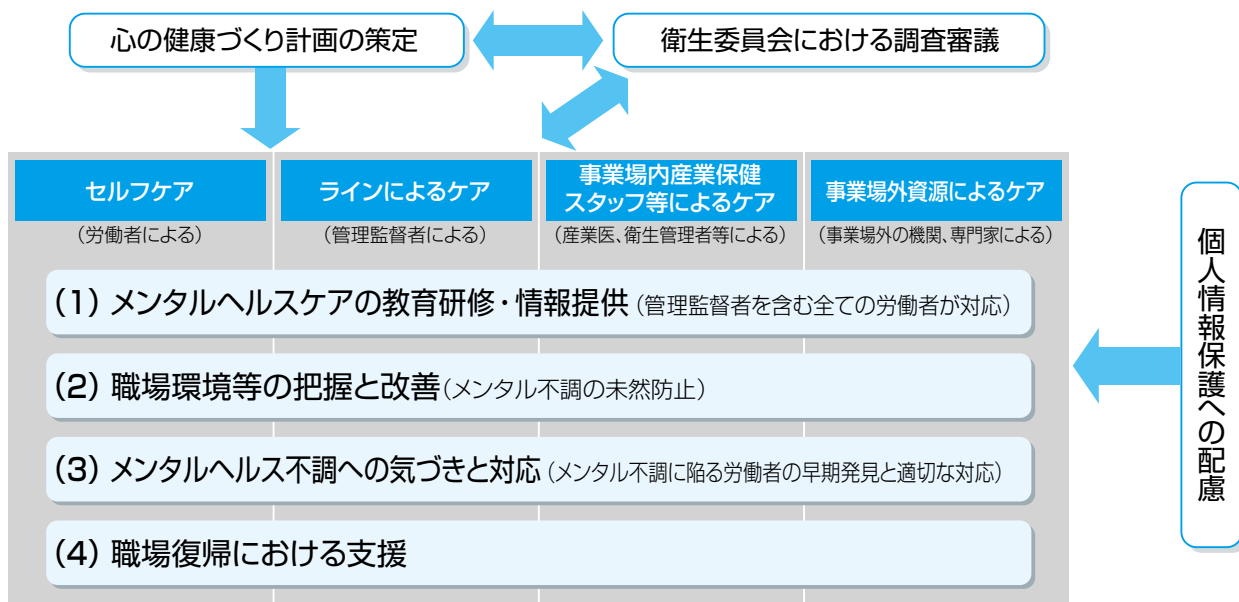 心の健康づくり計画の策定
衛生委員会における調査審議
セルフケア
(労働者による)
ラインによるケア
(管理監督者による)
事業場内産業保健
スタッフ等によるケア
(産業医、衛生管理者等による)
事業場外資源によるケア
(事業場外の機関、専門家による)
(1) メンタルヘルスケアの教育研修・情報提供(管理監督者を含む全ての労働者が対応)
(2) 職場環境等の把握と改善(メンタル不調の未然防止)
(3) メンタルヘルス不調への気づきと対応(メンタル不調に陥る労働者の早期発見と適切な対応)
(4) 職場復帰における支援
個人情報保護への配慮